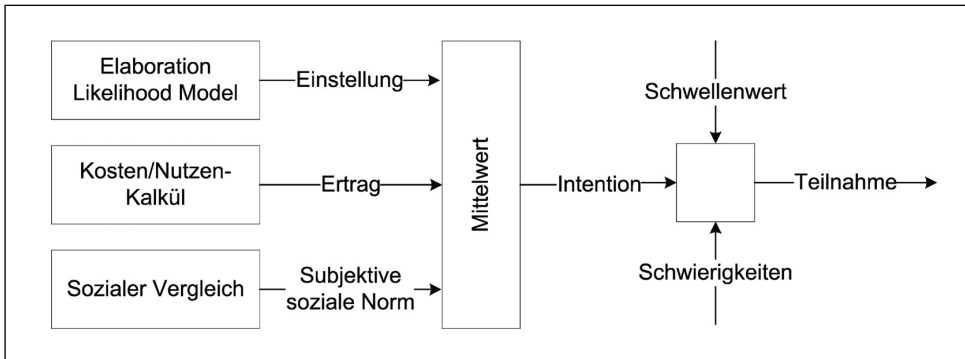 Elaboration
Likelihood Model
Einstellung
Kosten/Nutzen-
Kalkül
Ertrag
Sozialer Vergleich
Subjektive
soziale Norm
Mittelwert
Intention
Schwellenwert
Schwierigkeiten
Teilnahme